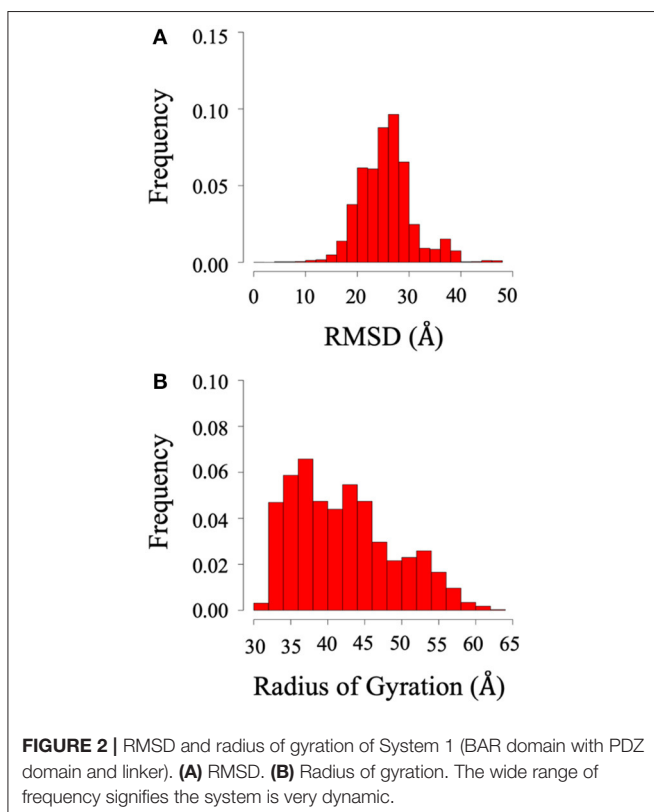 A
0.15
0.10
0.05
0.00
Frequency
0 10 20 30 40 50
RMSD (Å)
B
0.10
0.08
0.06
0.04
0.02
0.00
Frequency
30 35 40 45 50 55 60 65
Radius of Gyration (Å)
FIGURE 2 | RMSD and radius of gyration of System 1 (BAR domain with PDZ
domain and linker). (A) RMSD. (B) Radius of gyration. The wide range of
frequency signifies the system is very dynamic.